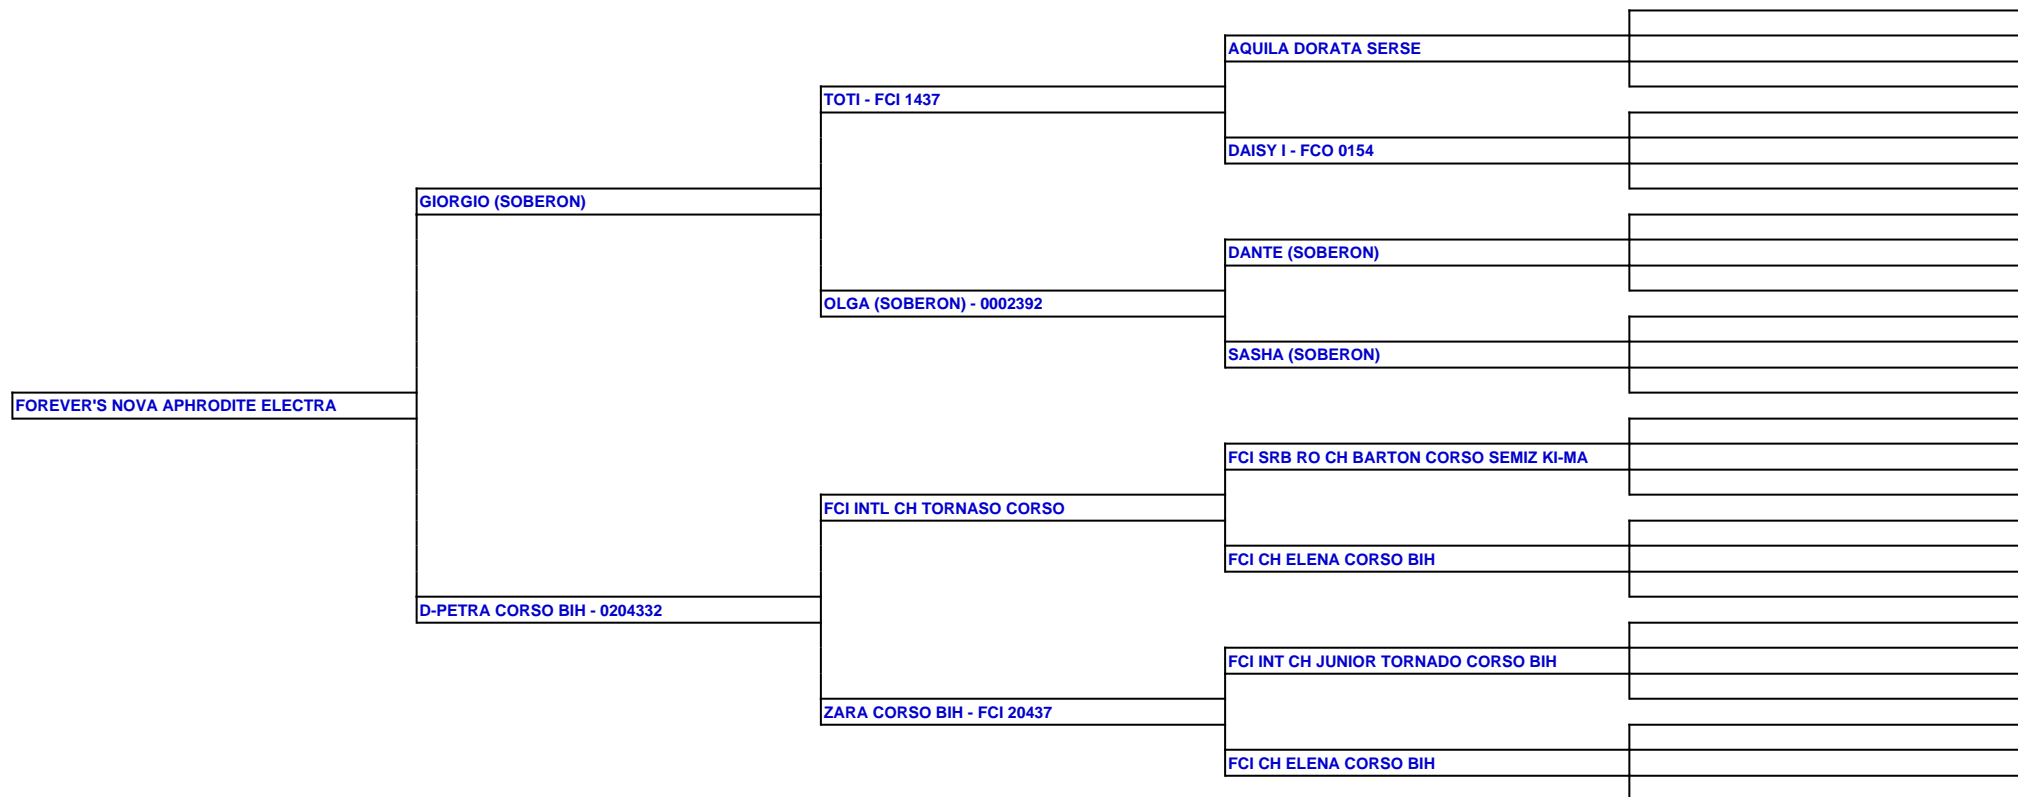 AQUILA DORATA SERSE
TOTI - FCI 1437
DAISY I - FCO 0154
GIORGIO (SOBERON)
DANTE (SOBERON)
OLGA (SOBERON) - 0002392
SASHA (SOBERON)
FOREVER'S NOVA APHRODITE ELECTRA
FCI SRB RO CH BARTON CORSO SEMIZ KI-MA
FCI INTL CH TORNASO CORSO
FCI CH ELENA CORSO BIH
D-PETRA CORSO BIH - 0204332
FCI INT CH JUNIOR TORNADO CORSO BIH
ZARA CORSO BIH - FCI 20437
FCI CH ELENA CORSO BIH